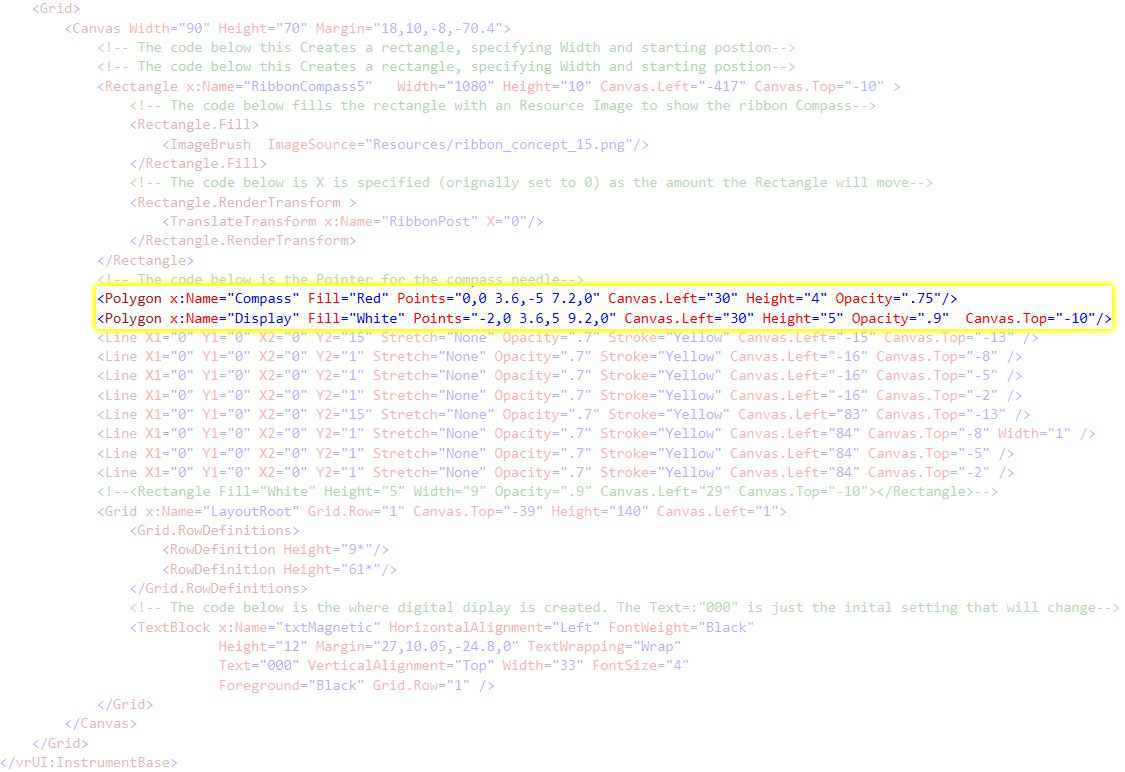 <Grid>
<Canvas Width="90" Height="70" Margin="18,10,-8,-70.4">
<!-- The code below this Creates a rectangle, specifying Width and starting postion-->
<!-- The code below this Creates a rectangle, specifying Width and starting postion-->
<Rectangle x:Name="RibbonCompass5"   Width="1080" Height="10" Canvas.Left="-417" Canvas.Top="-10" >
<!-- The code below fills the rectangle with an Resource Image to show the ribbon Compass-->
<Rectangle.Fill>
<ImageBrush  ImageSource="Resources/ribbon_concept_15.png"/>
</Rectangle.Fill>
<!-- The code below is X is specified (orignally set to 0) as the amount the Rectangle will move-->
<Rectangle.RenderTransform >
<TranslateTransform x:Name="RibbonPost" X="0"/>
</Rectangle.RenderTransform>
</Rectangle>
<!-- The code below is the Pointer for the compass needle-->
<Polygon x:Name="Compass" Fill="Red" Points="0,0 3.6,-5 7.2,0" Canvas.Left="30" Height="4" Opacity=".75"/>
<Polygon x:Name="Display" Fill="White" Points="-2,0 3.6,5 9.2,0" Canvas.Left="30" Height="5" Opacity=".9"  Canvas.Top="-10"/>
<Line X1="0" Y1="0" X2="0" Y2="15" Stretch="None" Opacity=".7" Stroke="Yellow" Canvas.Left="-15" Canvas.Top="-13" />
<Line X1="0" Y1="0" X2="0" Y2="1" Stretch="None" Opacity=".7" Stroke="Yellow" Canvas.Left="-16" Canvas.Top="-8" />
<Line X1="0" Y1="0" X2="0" Y2="1" Stretch="None" Opacity=".7" Stroke="Yellow" Canvas.Left="-16" Canvas.Top="-5" />
<Line X1="0" Y1="0" X2="0" Y2="1" Stretch="None" Opacity=".7" Stroke="Yellow" Canvas.Left="-16" Canvas.Top="-2" />
<Line X1="0" Y1="0" X2="0" Y2="15" Stretch="None" Opacity=".7" Stroke="Yellow" Canvas.Left="83" Canvas.Top="-13" />
<Line X1="0" Y1="0" X2="0" Y2="1" Stretch="None" Opacity=".7" Stroke="Yellow" Canvas.Left="84" Canvas.Top="-8" Width="1" />
<Line X1="0" Y1="0" X2="0" Y2="1" Stretch="None" Opacity=".7" Stroke="Yellow" Canvas.Left="84" Canvas.Top="-5" />
<Line X1="0" Y1="0" X2="0" Y2="1" Stretch="None" Opacity=".7" Stroke="Yellow" Canvas.Left="84" Canvas.Top="-2" />
<!--<Rectangle Fill="White" Height="5" Width="9" Opacity=".9" Canvas.Left="29" Canvas.Top="-10"></Rectangle>-->
<Grid x:Name="LayoutRoot" Grid.Row="1" Canvas.Top="-39" Height="140" Canvas.Left="1">
<Grid.RowDefinitions>
<RowDefinition Height="9*"/>
<RowDefinition Height="61*"/>
</Grid.RowDefinitions>
<!-- The code below is the where digital diplay is created. The Text=:"000" is just the inital setting that will change-->
<TextBlock x:Name="txtMagnetic" HorizontalAlignment="Left" FontWeight="Black"
Height="12" Margin="27,10.05,-24.8,0" TextWrapping="Wrap"
Text="000" VerticalAlignment="Top" Width="33" FontSize="4"
Foreground="Black" Grid.Row="1" />
</Grid>
</Canvas>
</Grid>
</vrUI:InstrumentBase>